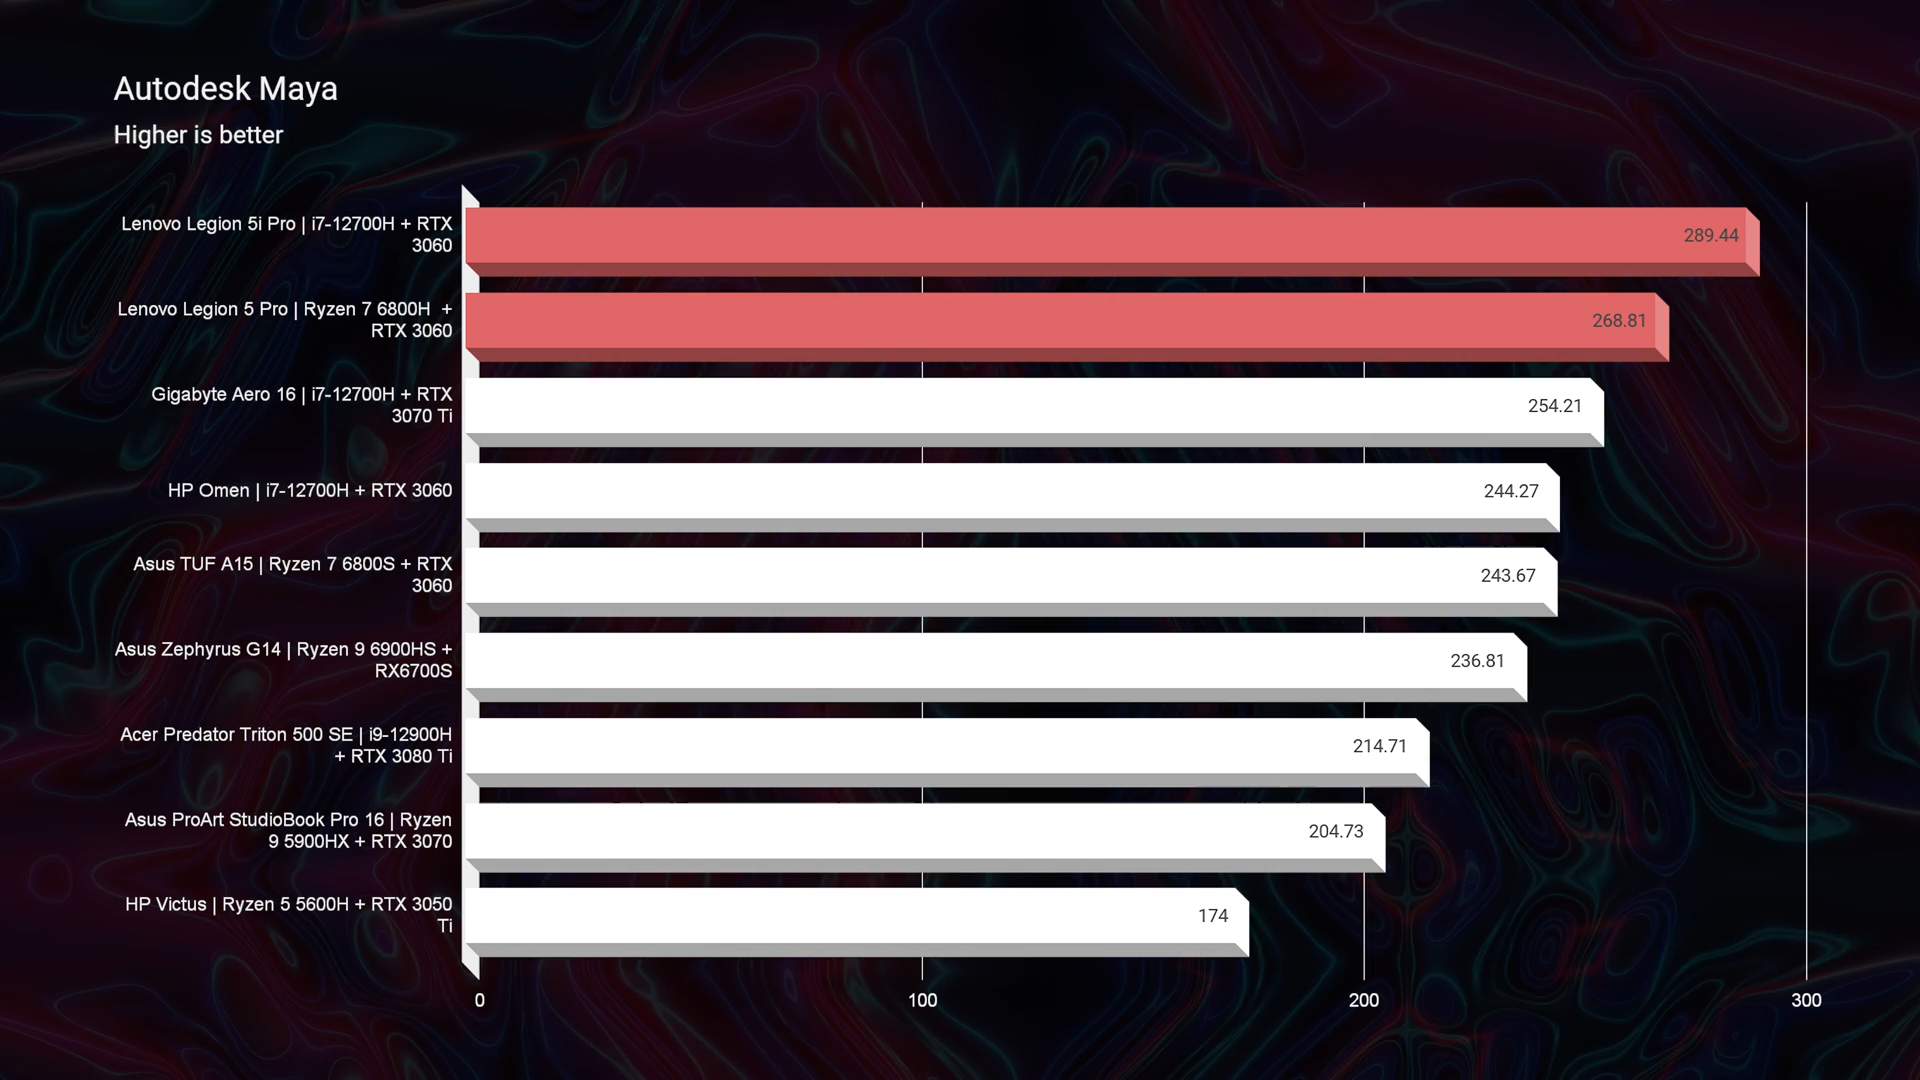 Autodesk Maya
Higher is better
Lenovo Legion 5i Pro | i7-12700H + RTX
3060
289.44
Lenovo Legion 5 Pro | Ryzen 7 6800H  +
RTX 3060
268.81
Gigabyte Aero 16 | i7-12700H + RTX
3070 Ti
254.21
HP Omen | i7-12700H + RTX 3060
244.27
Asus TUF A15 | Ryzen 7 6800S + RTX
3060
243.67
Asus Zephyrus G14 | Ryzen 9 6900HS +
RX6700S
236.81
Acer Predator Triton 500 SE | i9-12900H
+ RTX 3080 Ti
214.71
Asus ProArt StudioBook Pro 16 | Ryzen
9 5900HX + RTX 3070
204.73
HP Victus | Ryzen 5 5600H + RTX 3050
Ti
174
0
100
200
300